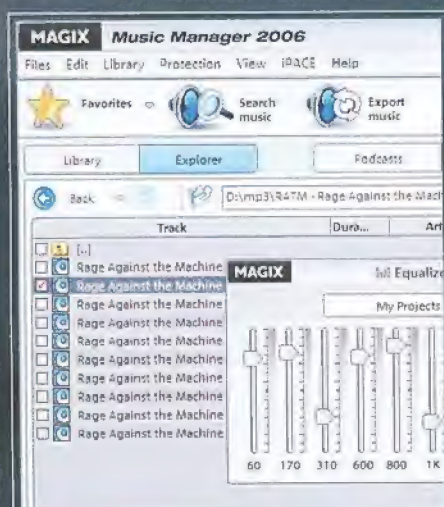 MAGIX Music Manager 2006
Files Edit Library Protection View iPACE Help
Favorites Search music Export music
Library Explorer Podcasts
Back D:\mp3\RATM - Rage Against the Mach
Track Dura... Art
[..]
Rage Against the Machine
Rage Against the Machine
Rage Against the Machine
Rage Against the Machine
Rage Against the Machine
Rage Against the Machine
Rage Against the Machine
Rage Against the Machine
Rage Against the Machine
Rage Against the Machine
MAGIX Equalize
My Projects
60 170 310 600 800 1K